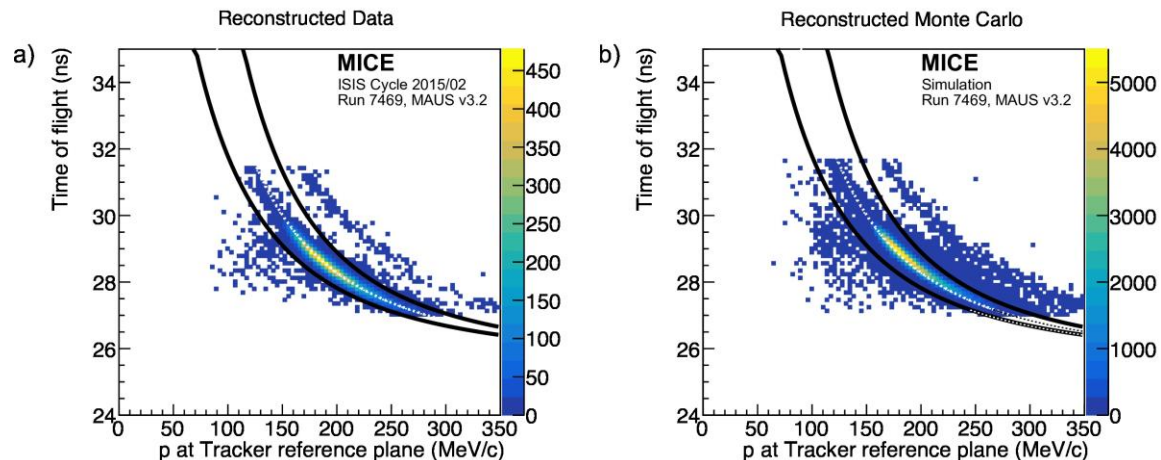 Reconstructed Data
a)
Time of flight (ns)
34
32
30
28
26
24
MICE
ISIS Cycle 2015/02
Run 7469, MAUS v3.2
450
400
350
300
250
200
150
100
50
0
0 50 100 150 200 250 300 350
p at Tracker reference plane (MeV/c)
Reconstructed Monte Carlo
b)
Time of flight (ns)
34
32
30
28
26
24
MICE
Simulation
Run 7469, MAUS v3.2
5000
4000
3000
2000
1000
0
0 50 100 150 200 250 300 350
p at Tracker reference plane (MeV/c)